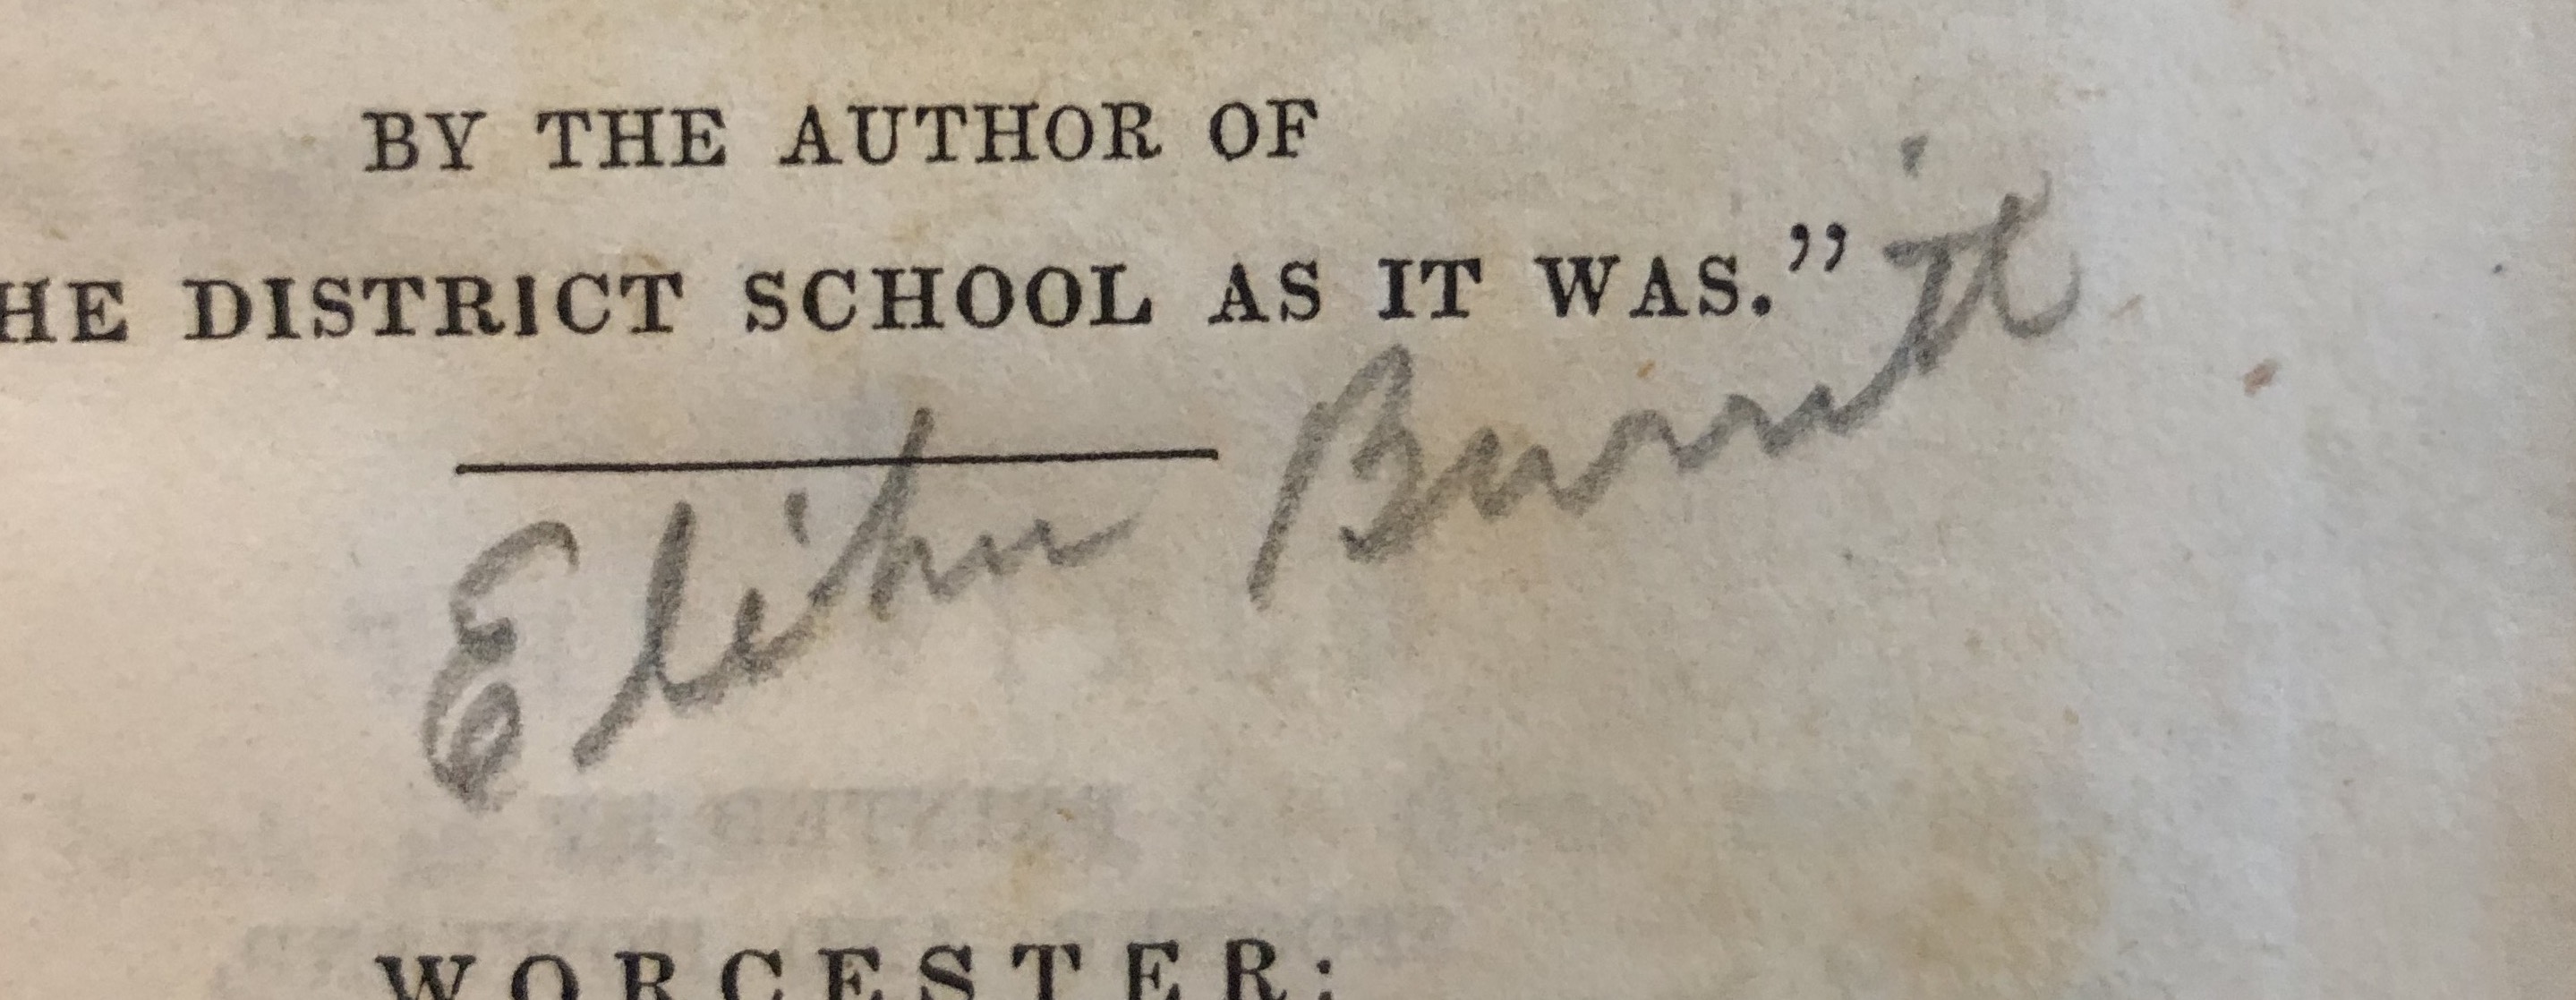 BY THE AUTHOR OF
HE DISTRICT SCHOOL AS IT WAS.”
Elihu Burritt
WORCESTER: